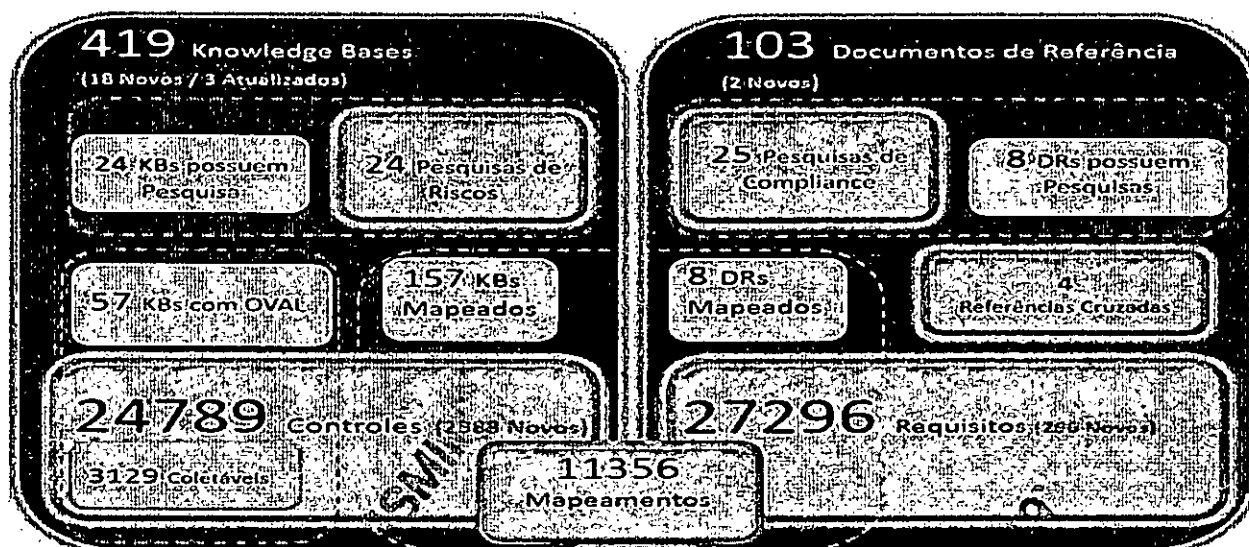 419 Knowledge Bases
(18 Novos / 3 Atualizados)
24 KBs possuem
Pesquisa
24 Pesquisas de
Riscos
57 KBs com OVAL
157 KBs
Mapeados
24789 Controles Novos)
3129 Coletáveis
103 Documentos de Referência
(2 Novos)
25 Pesquisas de
Compliance
8 DRs possuem
Pesquisas
8 DRs
Mapeados
4
Referências Cruzadas
27296 Requisitos Novos)
11356
Mapeamentos